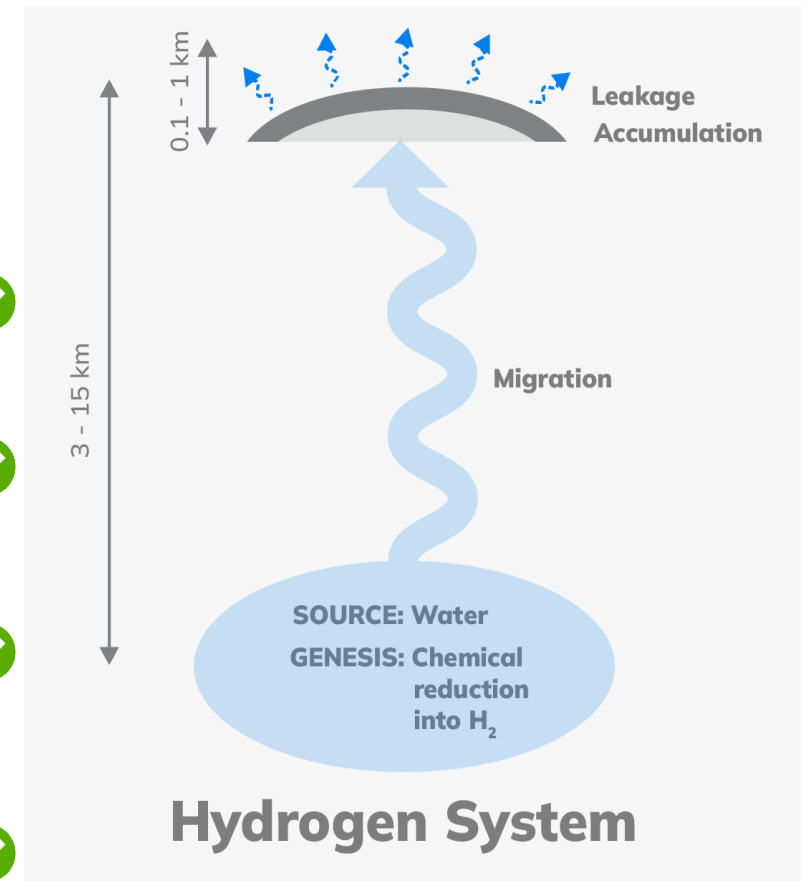 0.1 - 1 km
Leakage
Accumulation
3 - 15 km
Migration
SOURCE: Water
GENESIS: Chemical
reduction
into H₂
Hydrogen System